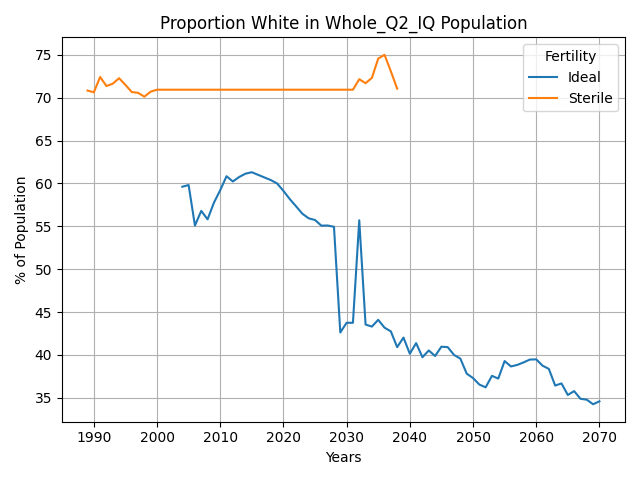 Proportion White in Whole_Q2_IQ Population
% of Population
75
70
65
60
55
50
45
40
35
Fertility
Ideal
Sterile
1990 2000 2010 2020 2030 2040 2050 2060 2070
Years